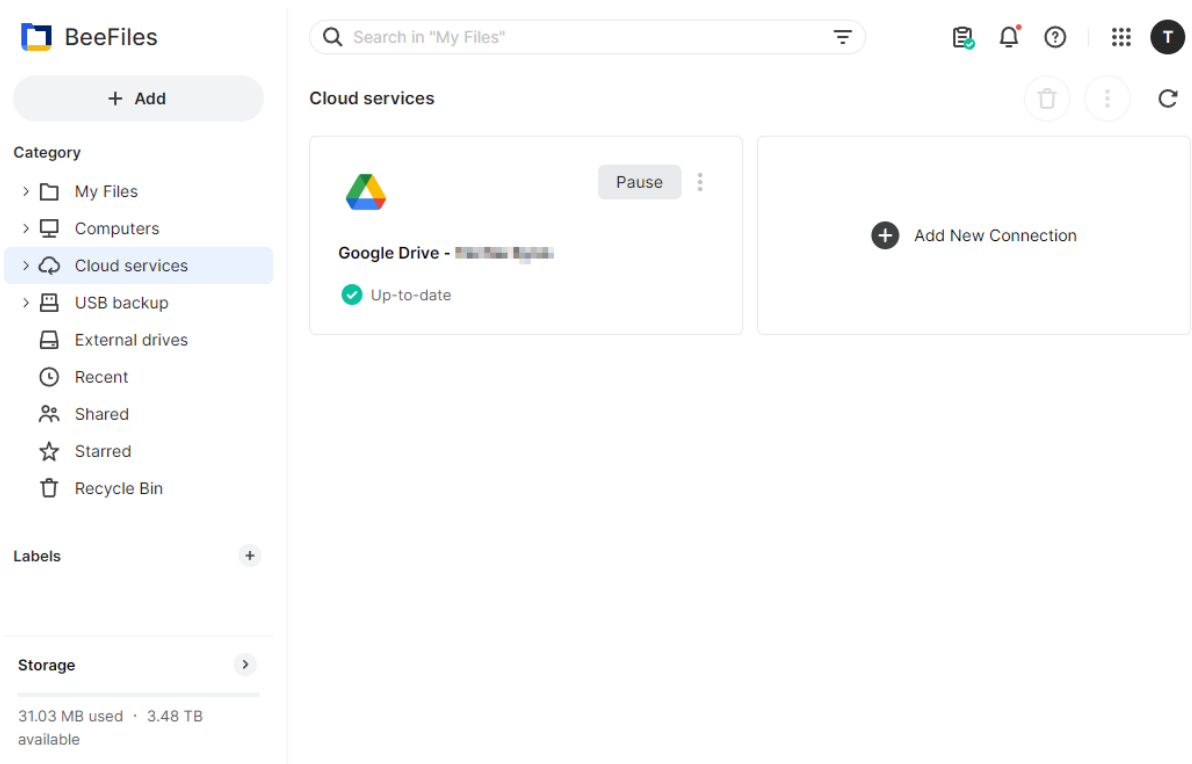 BeeFiles
Search in "My Files"
T
+ Add
Cloud services
Category
My Files
Computers
Cloud services
USB backup
External drives
Recent
Shared
Starred
Recycle Bin
Pause
Google Drive -
Up-to-date
Add New Connection
Labels
Storage
31.03 MB used · 3.48 TB
available